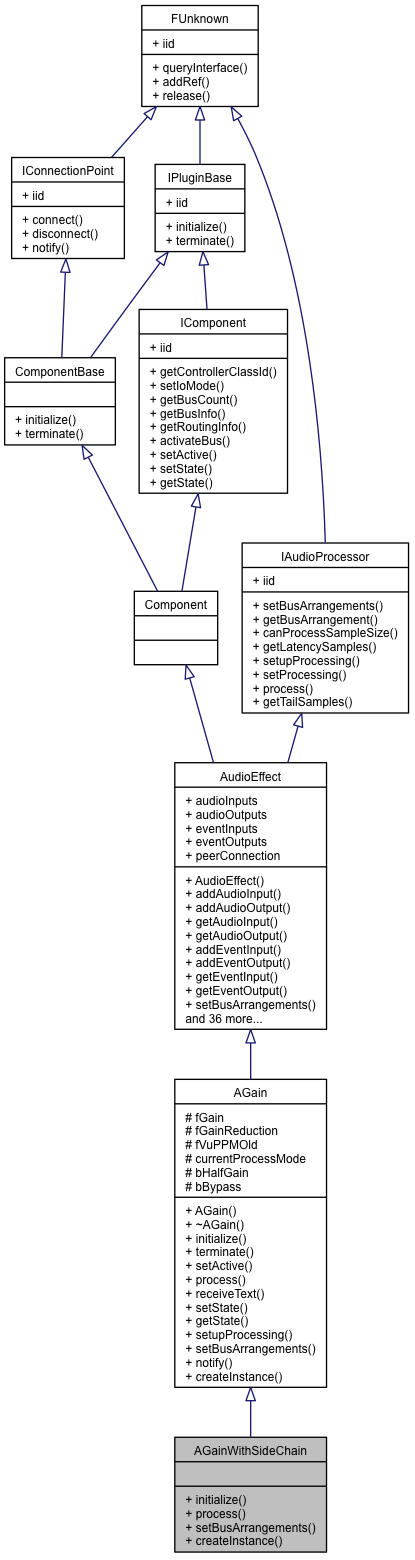 FUnknown
+ iid
+ queryInterface()
+ addRef()
+ release()
IConnectionPoint
+ iid
+ connect()
+ disconnect()
+ notify()
IPluginBase
+ iid
+ initialize()
+ terminate()
IComponent
+ iid
+ getControllerClassId()
+ setIoMode()
+ getBusCount()
+ getBusInfo()
+ getRoutingInfo()
+ activateBus()
+ setActive()
+ setState()
+ getState()
ComponentBase
+ initialize()
+ terminate()
IAudioProcessor
+ iid
+ setBusArrangements()
+ getBusArrangement()
+ canProcessSampleSize()
+ getLatencySamples()
+ setupProcessing()
+ setProcessing()
+ process()
+ getTailSamples()
Component
AudioEffect
+ audioInputs
+ audioOutputs
+ eventInputs
+ eventOutputs
+ peerConnection
+ AudioEffect()
+ addAudioInput()
+ addAudioOutput()
+ getAudioInput()
+ getAudioOutput()
+ addEventInput()
+ addEventOutput()
+ getEventInput()
+ getEventOutput()
+ setBusArrangements()
and 36 more...
AGain
# fGain
# fGainReduction
# fVuPPMOld
# currentProcessMode
# bHalfGain
# bBypass
+ AGain()
+ ~AGain()
+ initialize()
+ terminate()
+ setActive()
+ process()
+ receiveText()
+ setState()
+ getState()
+ setupProcessing()
+ setBusArrangements()
+ notify()
+ createInstance()
AGainWithSideChain
+ initialize()
+ process()
+ setBusArrangements()
+ createInstance()